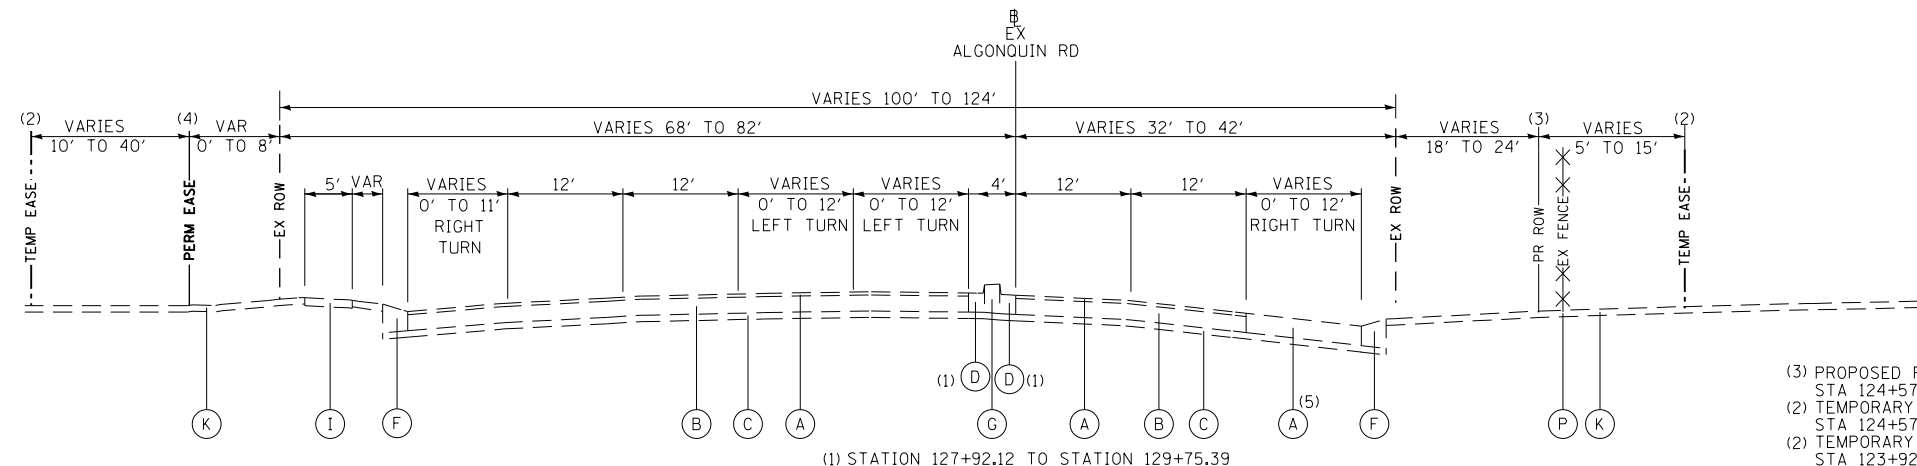 ℄
EX
ALGONQUIN RD
VARIES 100' TO 124'
(2) VARIES (4) VAR VARIES 68' TO 82' VARIES 32' TO 42' VARIES (3) VARIES (2)
10' TO 40' 0' TO 8' 18' TO 24' 5' TO 15'
5' VAR VARIES 12' 12' VARIES VARIES 4' 12' 12' VARIES
0' TO 11' 0' TO 12' 0' TO 12' 0' TO 12'
RIGHT LEFT TURN LEFT TURN RIGHT TURN
TURN
TEMP EASE
PERM EASE
EX ROW
EX ROW
PR ROW
EX FENCE
TEMP EASE
(1) D D (1)
K I F B C A G A B C A (5) F P K
(1) STATION 127+92.12 TO STATION 129+75.39
(3) PROPOSED
STA 124+57
(2) TEMPORARY
STA 124+57
(2) TEMPORARY
STA 123+92